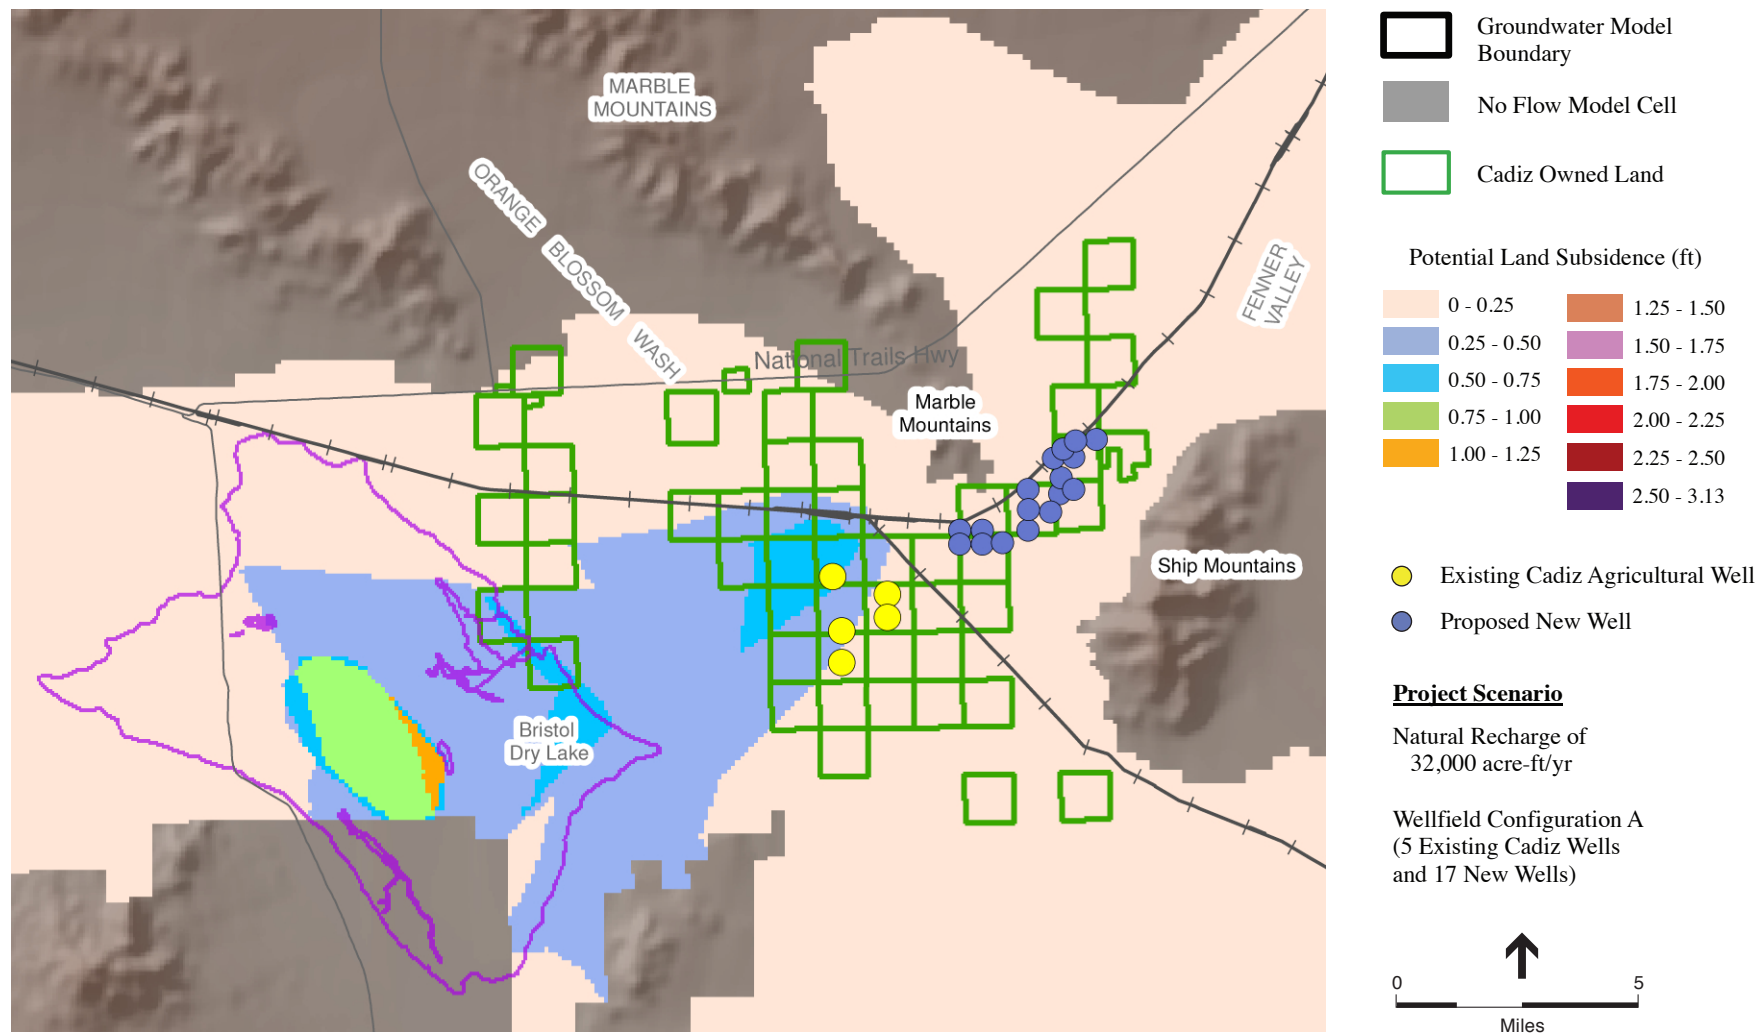 MARBLE
MOUNTAINS
ORANGE BLOSSOM WASH
National Trails Hwy
FENNER
VALLEY
Marble
Mountains
Ship Mountains
Bristol
Dry Lake
Groundwater Model
Boundary
No Flow Model Cell
Cadiz Owned Land
Potential Land Subsidence (ft)
0 - 0.25
0.25 - 0.50
0.50 - 0.75
0.75 - 1.00
1.00 - 1.25
1.25 - 1.50
1.50 - 1.75
1.75 - 2.00
2.00 - 2.25
2.25 - 2.50
2.50 - 3.13
Existing Cadiz Agricultural Well
Proposed New Well
Project Scenario
Natural Recharge of
32,000 acre-ft/yr
Wellfield Configuration A
(5 Existing Cadiz Wells
and 17 New Wells)
0 5
Miles